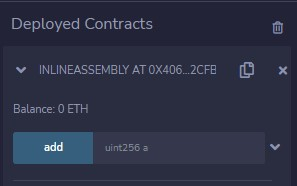 Deployed Contracts
INLINEASSEMBLY AT 0X406...2CFB
Balance: 0 ETH
add uint256 a